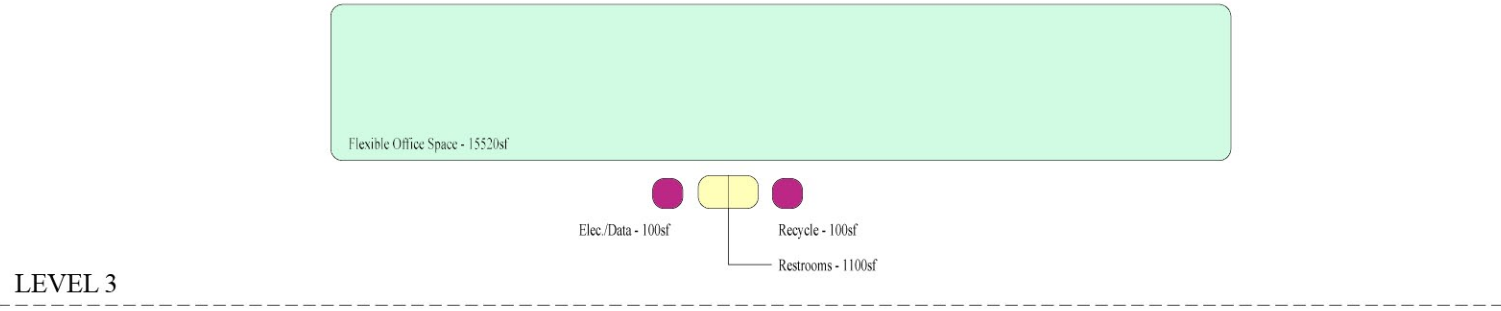 Flexible Office Space - 15520sf
Elec./Data - 100sf
Recycle - 100sf
Restrooms - 1100sf
LEVEL 3